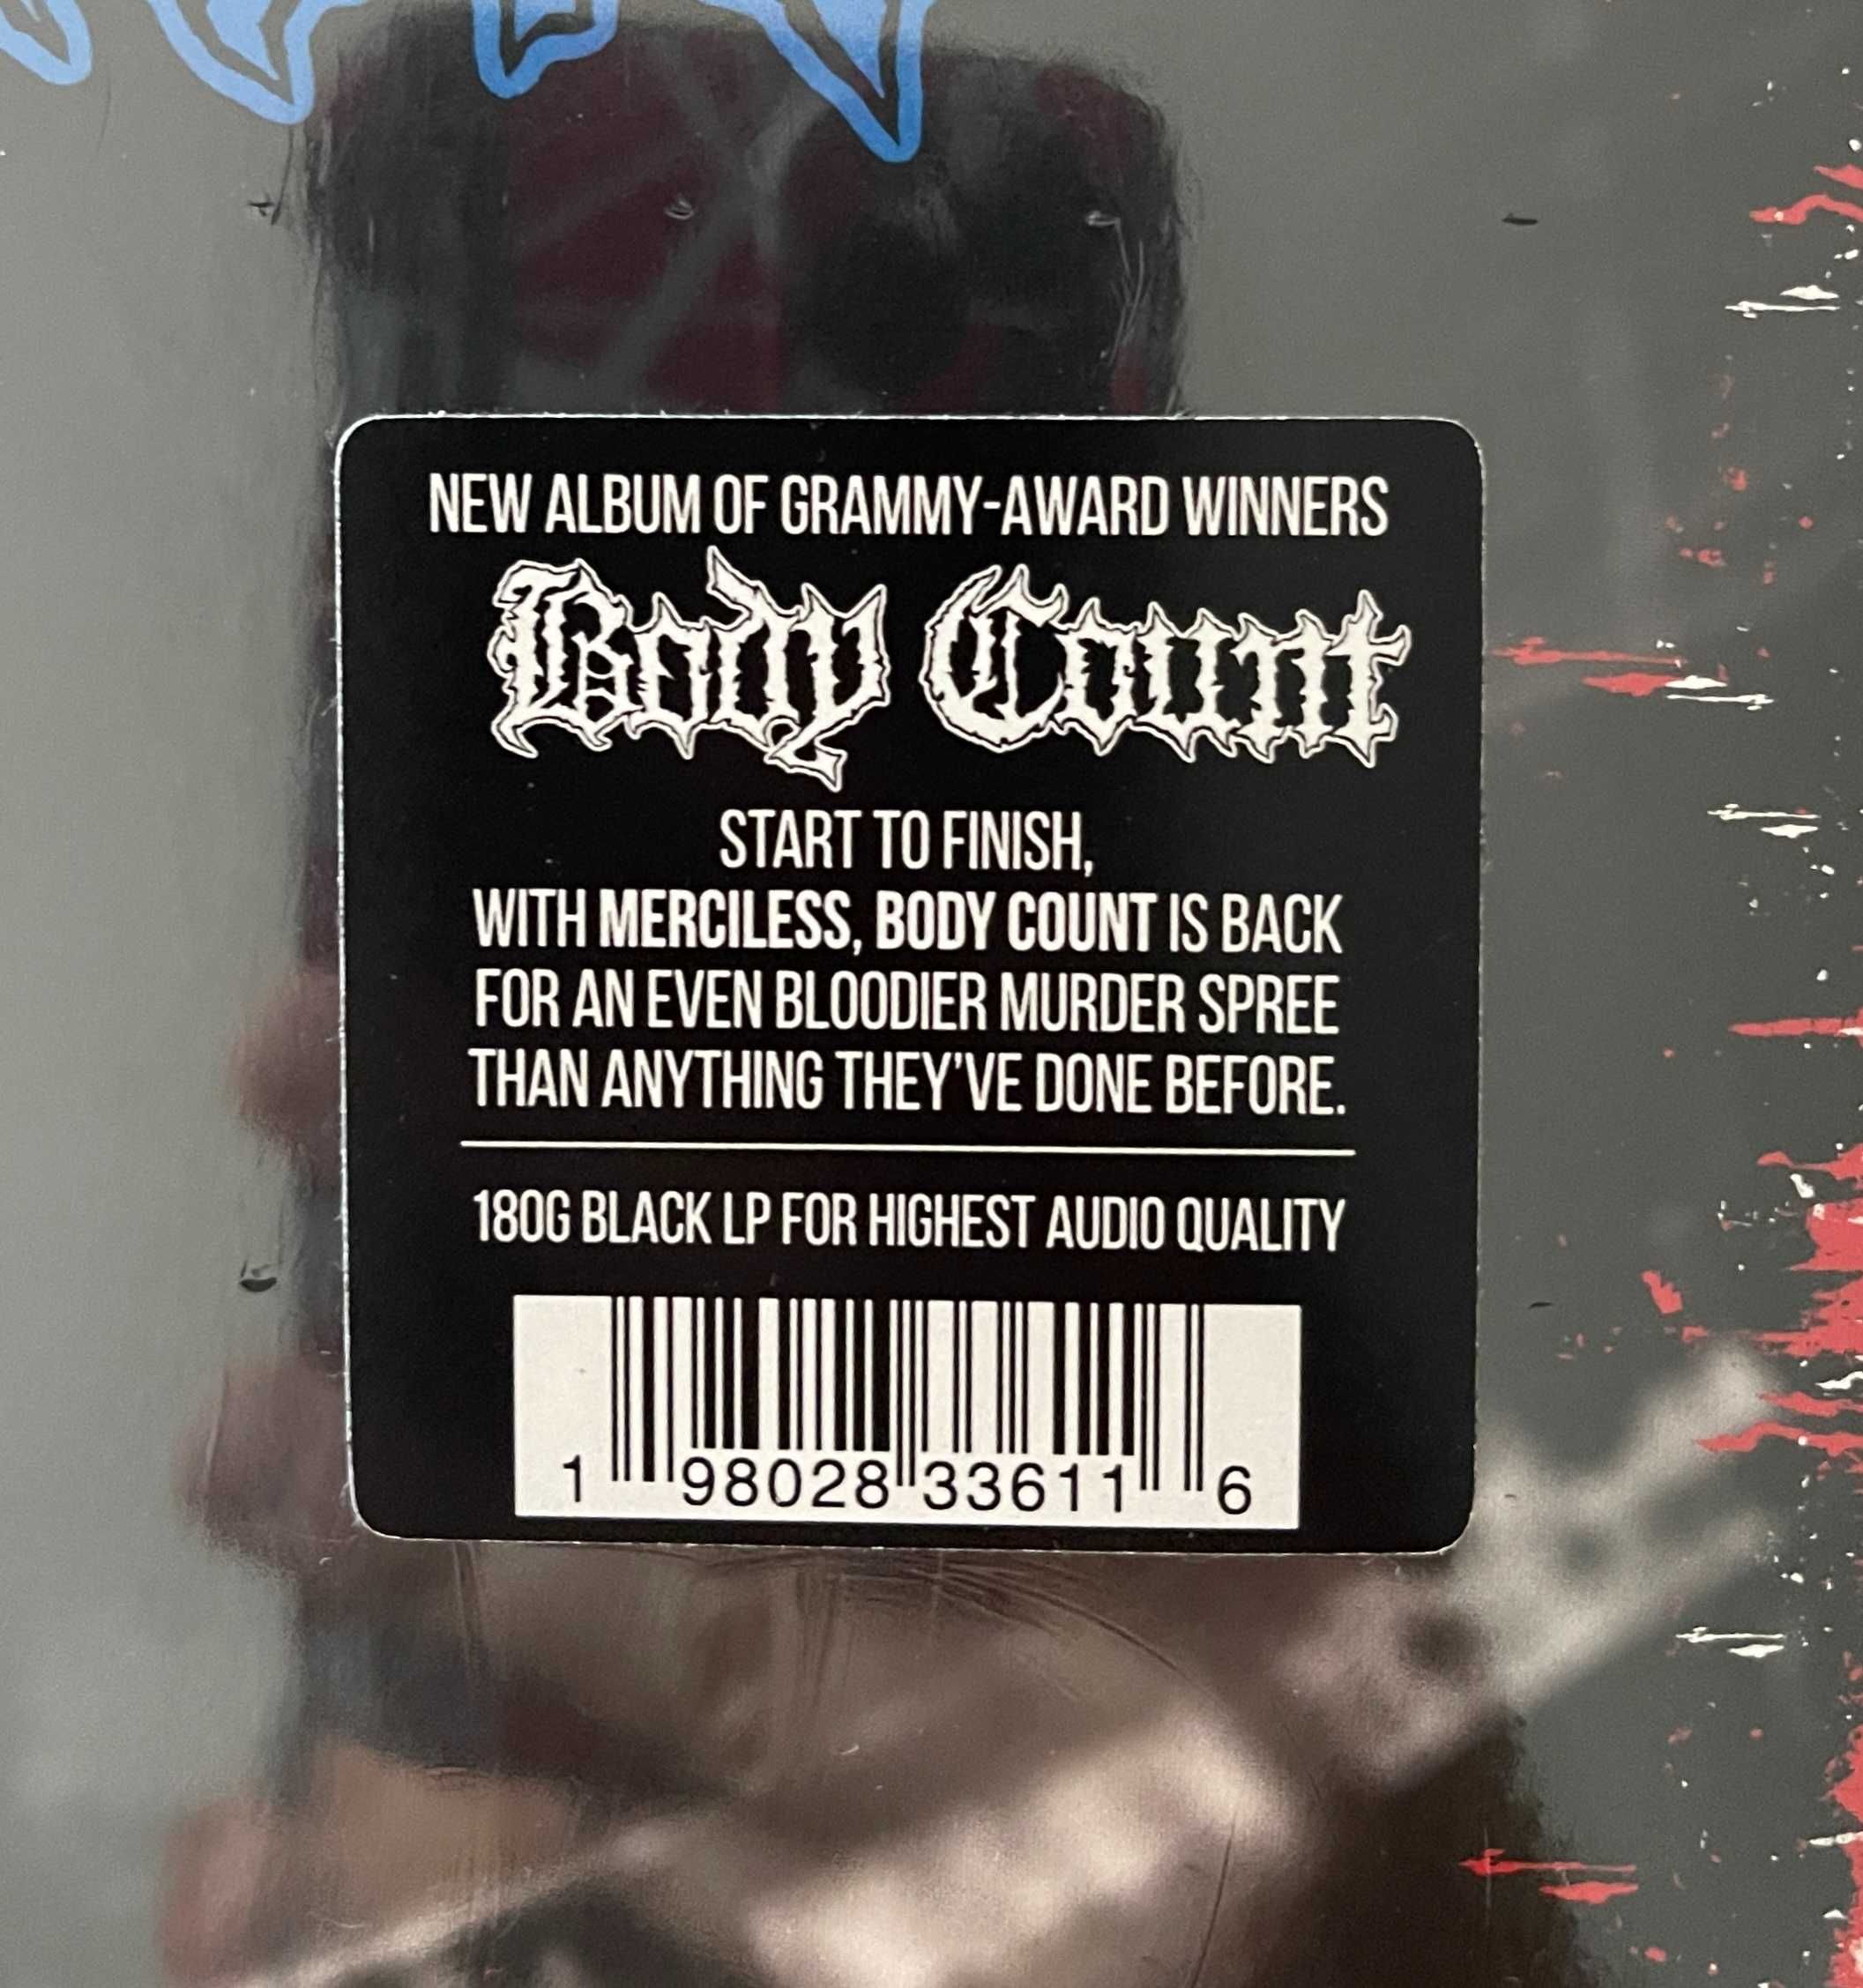 NEW ALBUM OF GRAMMY-AWARD WINNERS
Body Count
START TO FINISH,
WITH MERCILESS, BODY COUNT IS BACK
FOR AN EVEN BLOODIER MURDER SPREE
THAN ANYTHING THEY'VE DONE BEFORE.
180G BLACK LP FOR HIGHEST AUDIO QUALITY
1 98028 33611 6